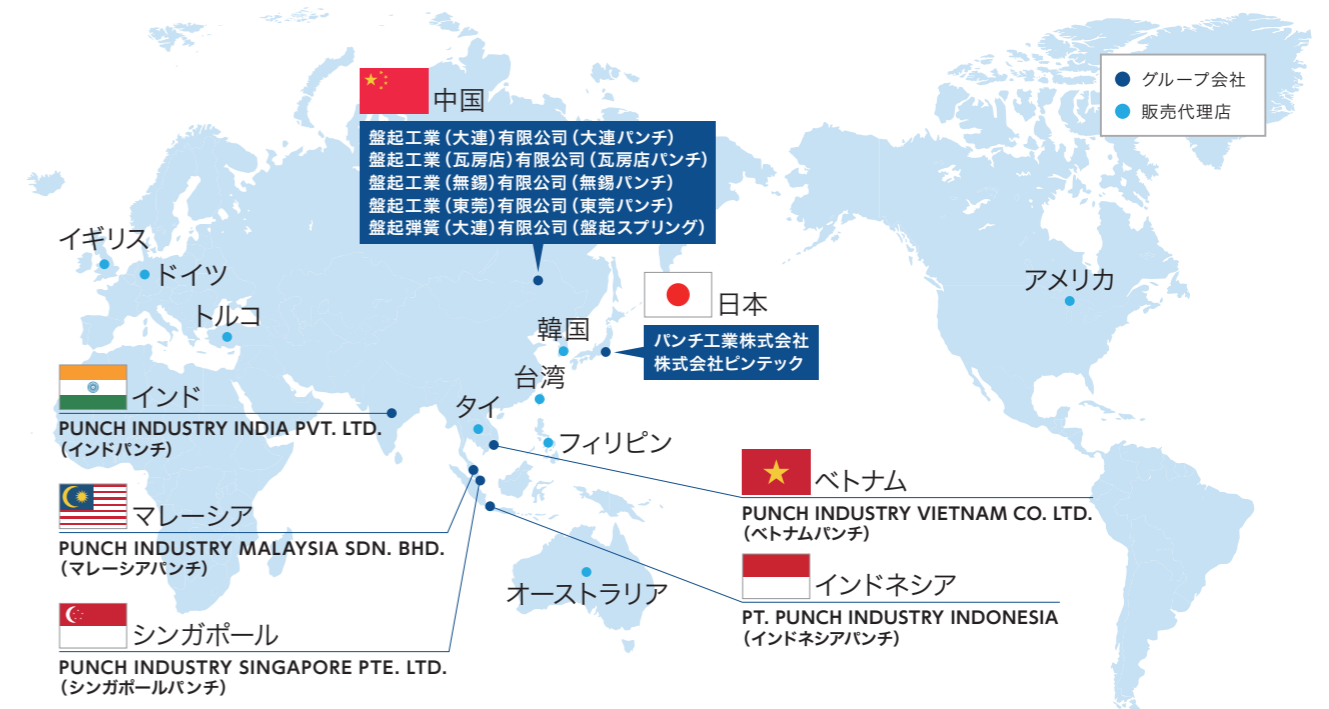 グループ会社
販売代理店
中国
盤起工業(大連)有限公司(大連パンチ)
盤起工業(瓦房店)有限公司(瓦房店パンチ)
盤起工業(無錫)有限公司(無錫パンチ)
盤起工業(東莞)有限公司(東莞パンチ)
盤起弾簧(大連)有限公司(盤起スプリング)
イギリス
ドイツ
トルコ
アメリカ
日本
パンチ工業株式会社
株式会社ピンテック
韓国
台湾
タイ
フィリピン
インド
PUNCH INDUSTRY INDIA PVT. LTD.
(インドパンチ)
マレーシア
PUNCH INDUSTRY MALAYSIA SDN. BHD.
(マレーシアパンチ)
シンガポール
PUNCH INDUSTRY SINGAPORE PTE. LTD.
(シンガポールパンチ)
ベトナム
PUNCH INDUSTRY VIETNAM CO. LTD.
(ベトナムパンチ)
インドネシア
PT. PUNCH INDUSTRY INDONESIA
(インドネシアパンチ)
オーストラリア